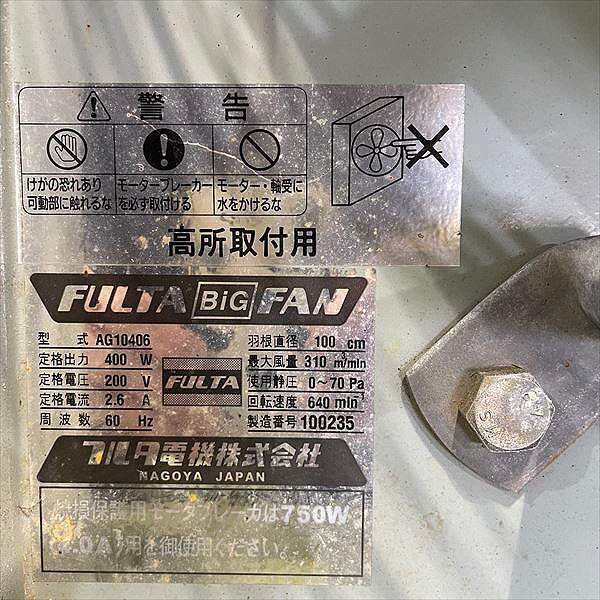 警告
けがの恐れあり
可動部に触れるな
モーターブレーカー
を必ず取付ける
モーター・軸受に
水をかけるな
高所取付用
FULTA BiG FAN
型式 AG10406
定格出力 400 W
定格電圧 200 V
定格電流 2.6 A
周波数 60 Hz
FULTA
羽根直径 100 cm
最大風量 310 m³/min
使用静圧 0～70 Pa
回転速度 640 min⁻¹
製造番号 100235
フルタ電機株式会社
NAGOYA JAPAN
焼損保護用モータブレーカは750W
用を御使用ください。